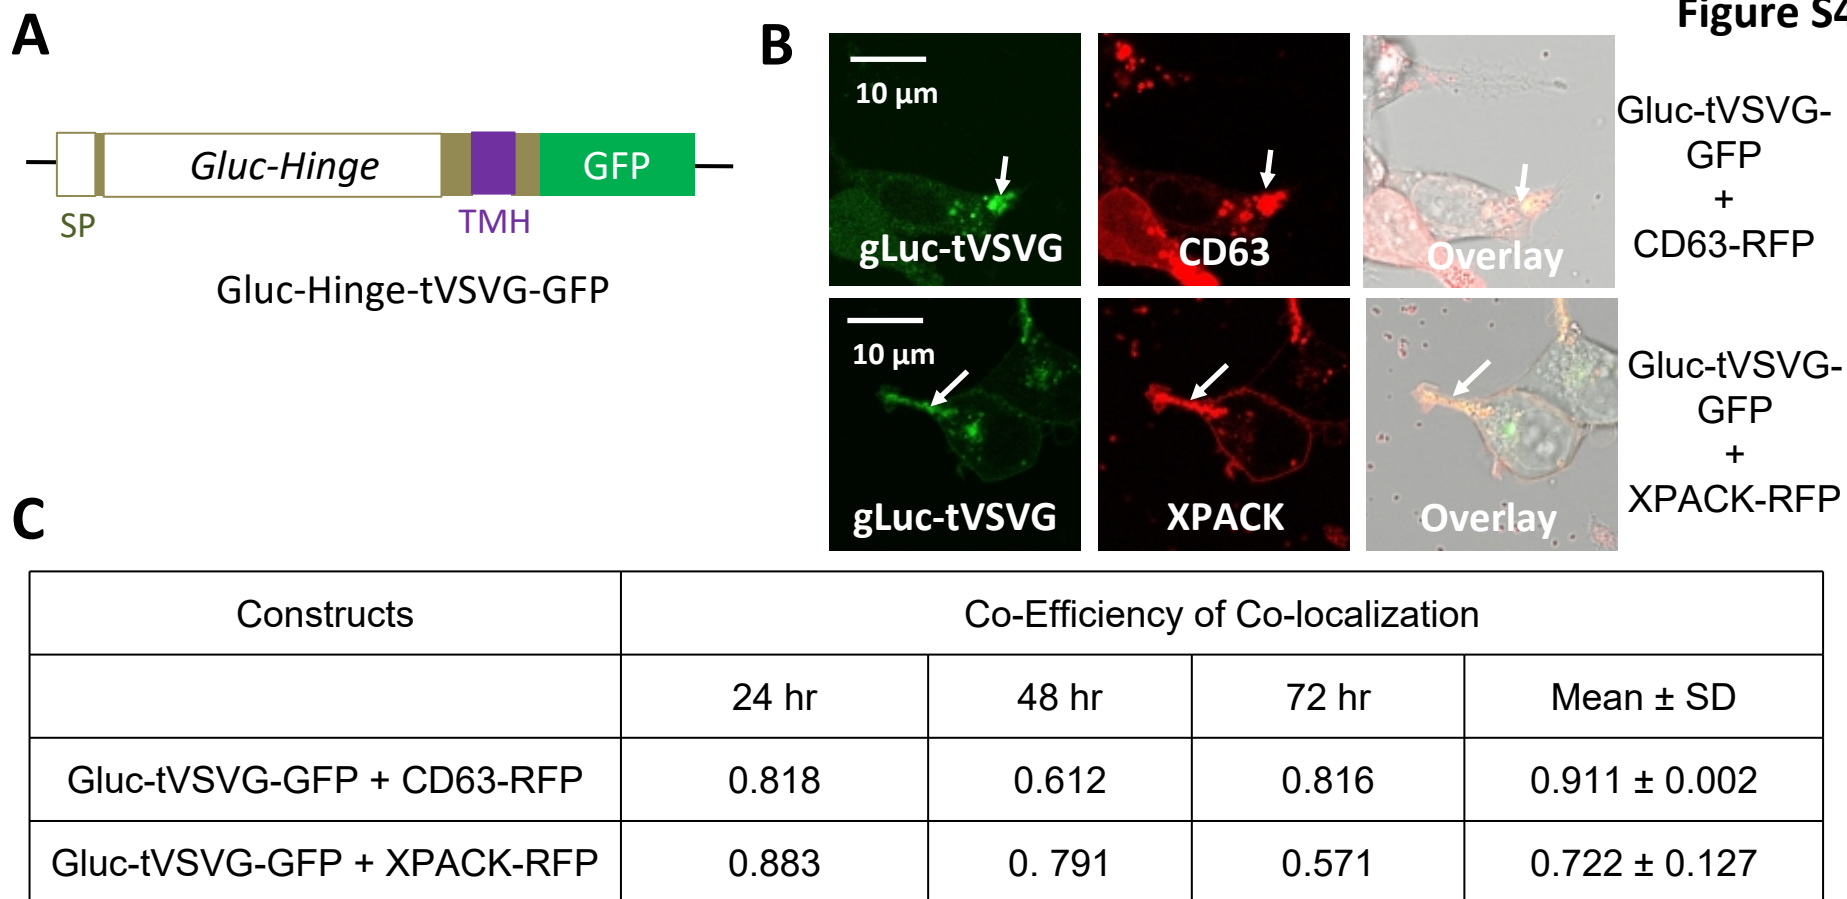 Figure S4
A
Gluc-Hinge
GFP
SP
TMH
Gluc-Hinge-tVSVG-GFP
B
10 µm
gLuc-tVSVG
CD63
Overlay
Gluc-tVSVG-
GFP
+
CD63-RFP
10 µm
gLuc-tVSVG
XPACK
Overlay
Gluc-tVSVG-
GFP
+
XPACK-RFP
C
Constructs Co-Efficiency of Co-localization
24 hr 48 hr 72 hr Mean ± SD
Gluc-tVSVG-GFP + CD63-RFP 0.818 0.612 0.816 0.911 ± 0.002
Gluc-tVSVG-GFP + XPACK-RFP 0.883 0. 791 0.571 0.722 ± 0.127